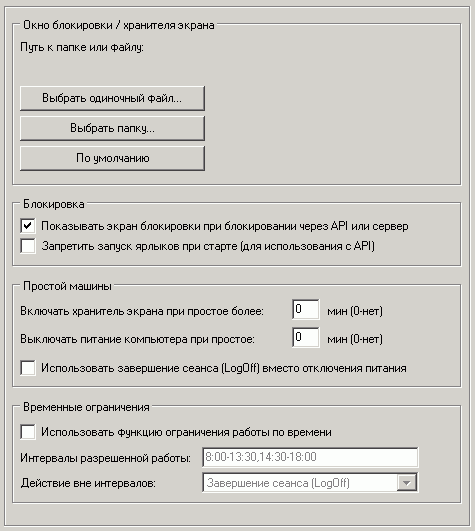 Окно блокировки / хранителя экрана
Путь к папке или файлу:
Выбрать одиночный файл...
Выбрать папку...
По умолчанию
Блокировка
Показывать экран блокировки при блокировании через API или сервер
Запретить запуск ярлыков при старте (для использования с API)
Простой машины
Включать хранитель экрана при простое более: 0 мин (0-нет)
Выключать питание компьютера при простое: 0 мин (0-нет)
Использовать завершение сеанса (LogOff) вместо отключения питания
Временные ограничения
Использовать функцию ограничения работы по времени
Интервалы разрешенной работы: 8:00-13:30,14:30-18:00
Действие вне интервалов: Завершение сеанса (LogOff)